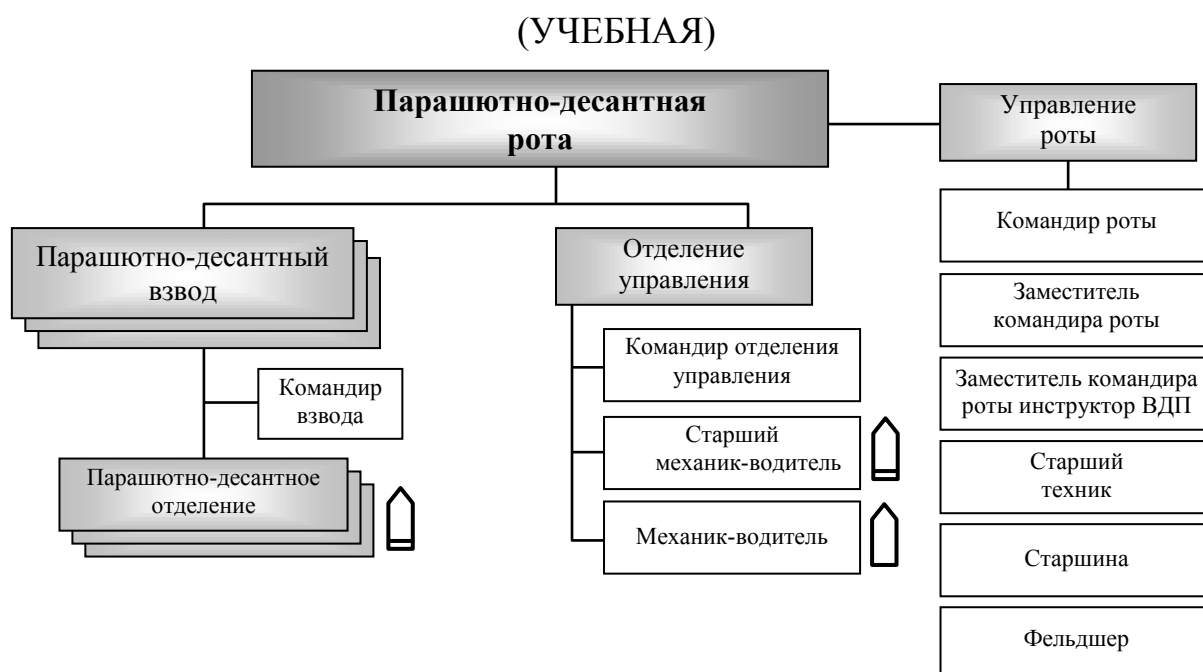 (УЧЕБНАЯ)
Парашютно-десантная
рота
Управление
роты
Парашютно-десантный
взвод
Командир
взвода
Парашютно-десантное
отделение
Отделение
управления
Командир отделения
управления
Старший
механик-водитель
Механик-водитель
Командир роты
Заместитель
командира роты
Заместитель командира
роты инструктор ВДП
Старший
техник
Старшина
Фельдшер